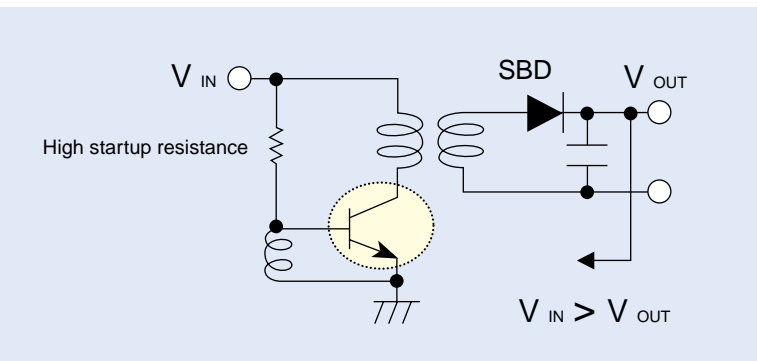 V IN
SBD
V OUT
High startup resistance
V IN > V OUT